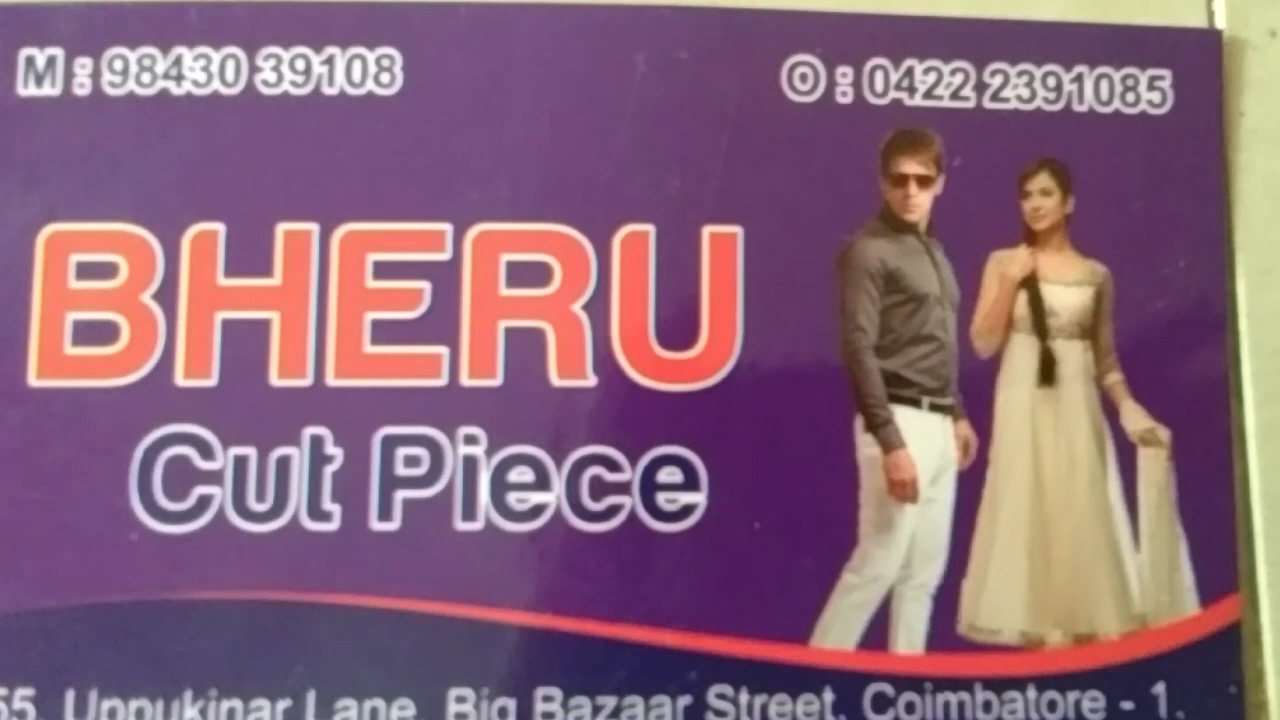 M : 98430 39108
O : 0422 2391085
BHERU
Cut Piece
55, Uppukinar Lane, Big Bazaar Street, Coimbatore - 1.